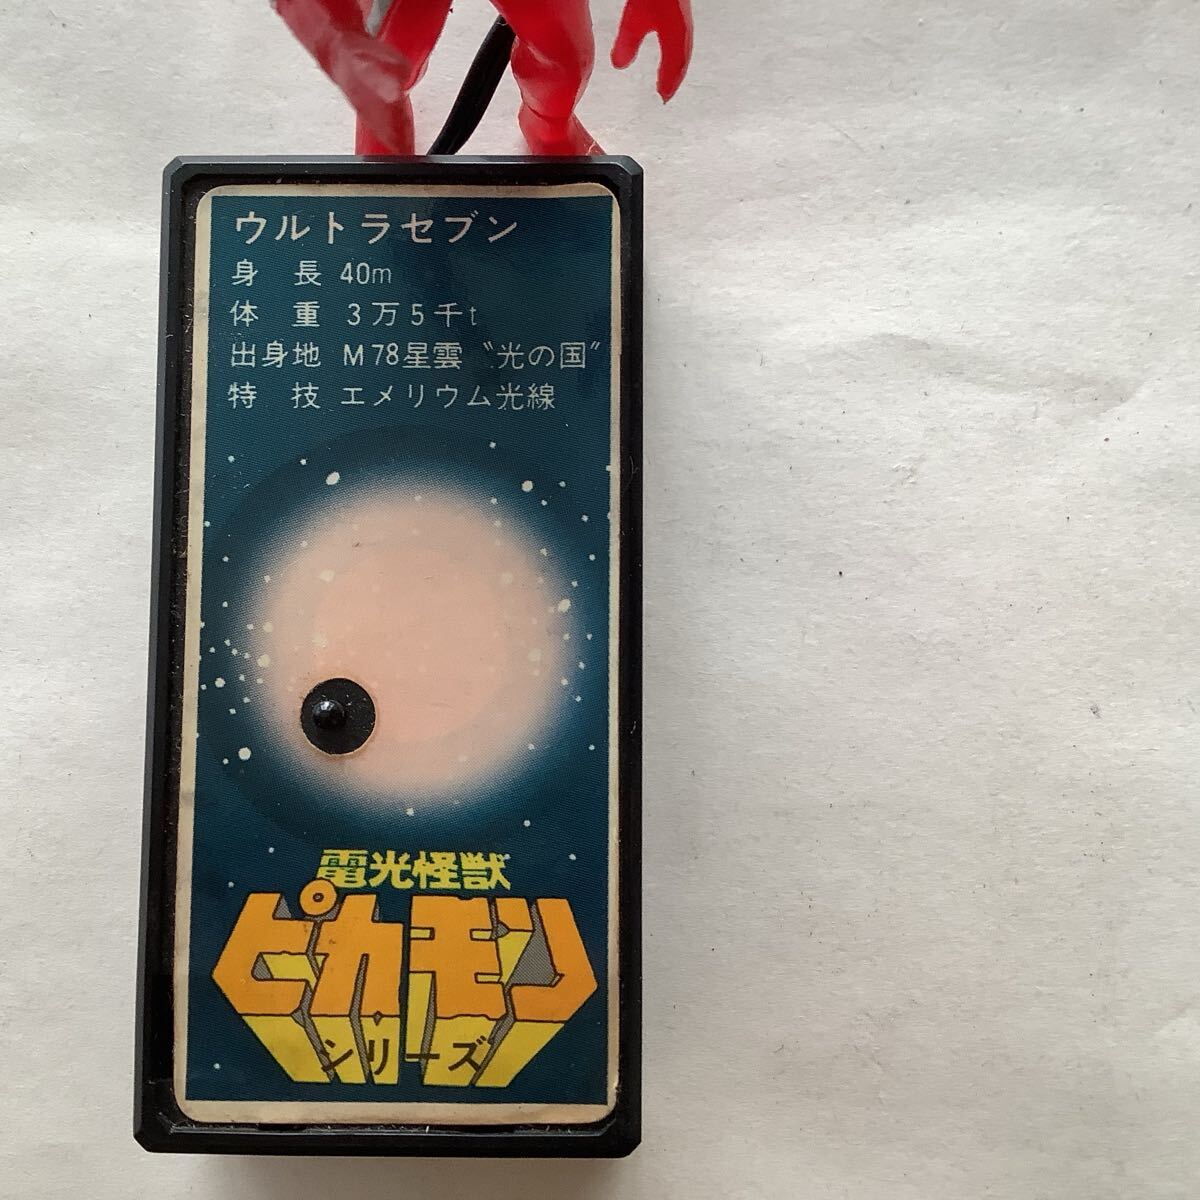 ウルトラセブン
身長 40m
体重 3万5千t
出身地 M78星雲 〝光の国〟
特技 エメリウム光線
電光怪獣
ピカモン
シリーズ